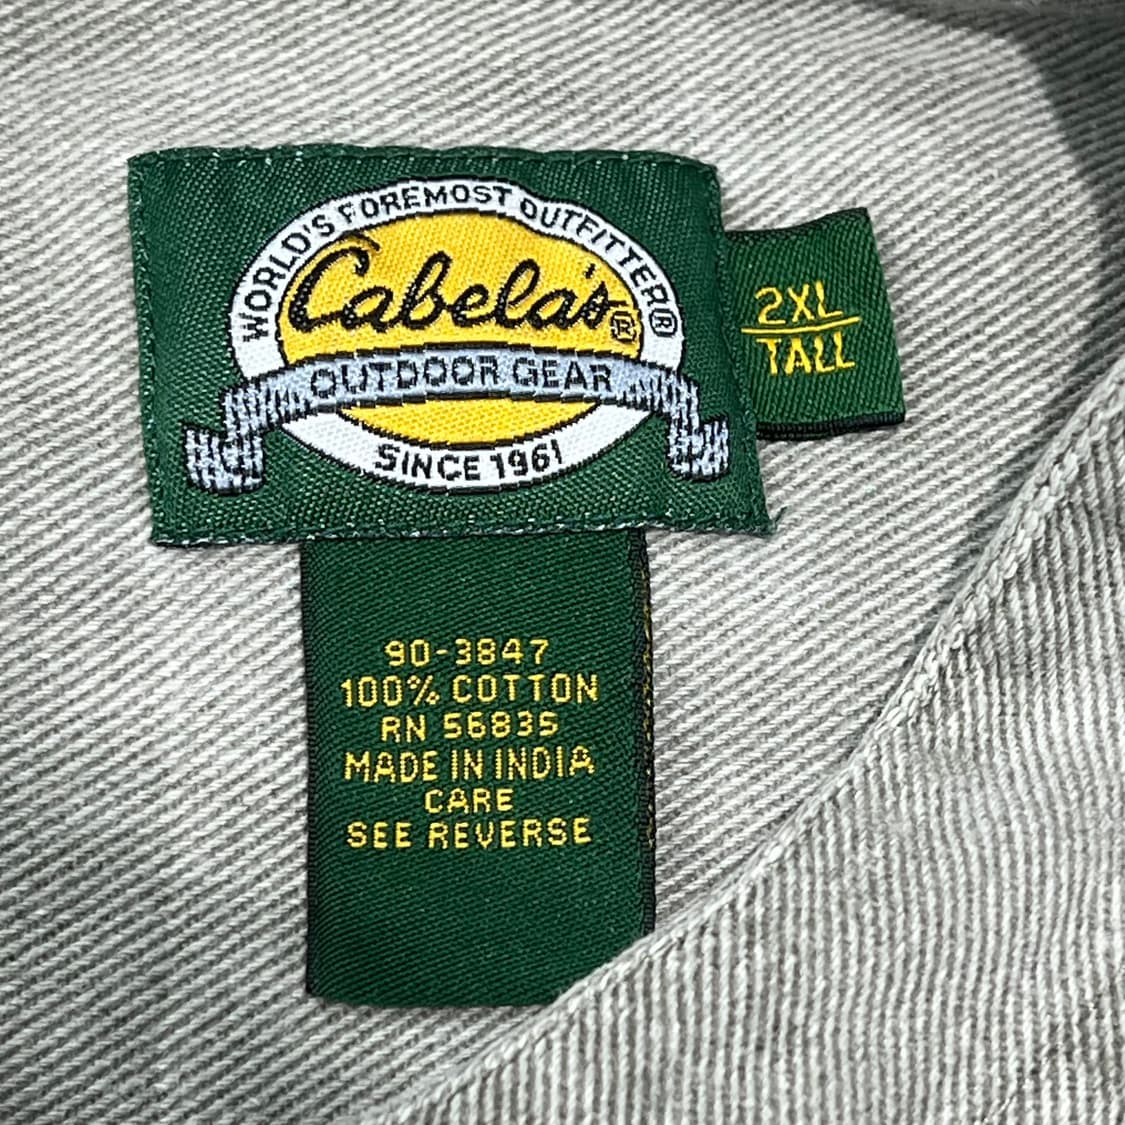 WORLD'S FOREMOST OUTFITTER®
Cabela's®
OUTDOOR GEAR
SINCE 1961
2XL
TALL
90-3847
100% COTTON
RN 56835
MADE IN INDIA
CARE
SEE REVERSE